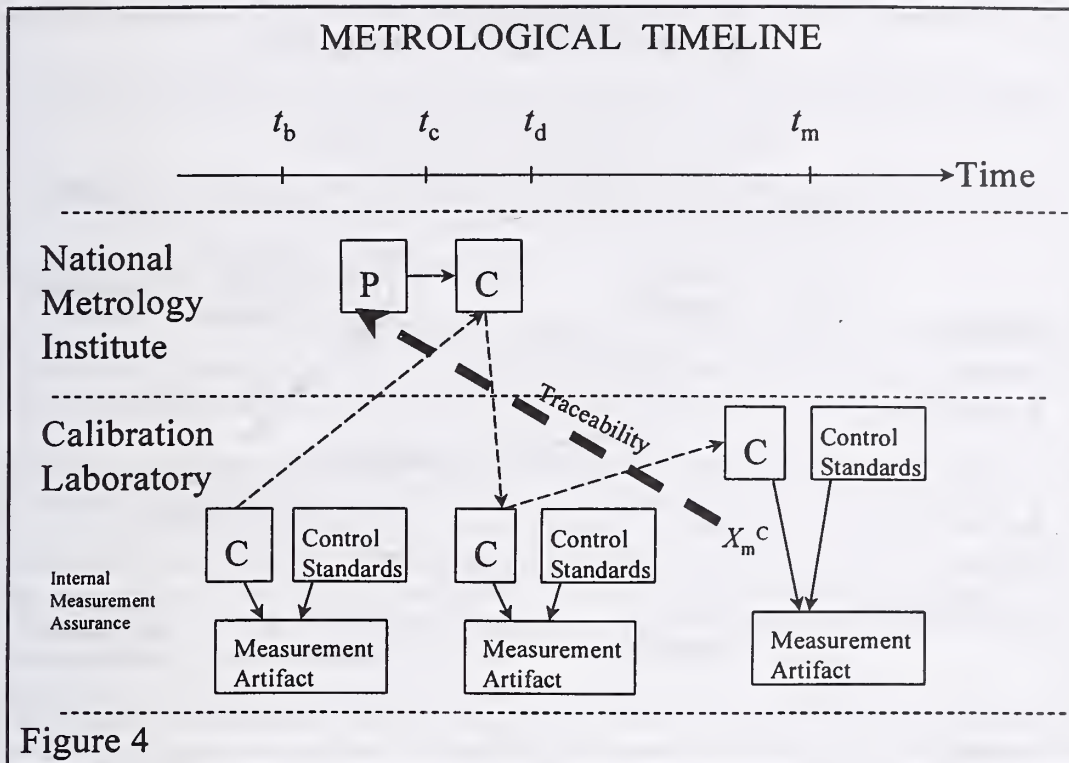 METROLOGICAL TIMELINE
t_b t_c t_d t_m
Time
National
Metrology
Institute
P
C
Traceability
Calibration
Laboratory
C
Control
Standards
X_m^C
C
Control
Standards
C
Control
Standards
Internal
Measurement
Assurance
Measurement
Artifact
Measurement
Artifact
Measurement
Artifact
Figure 4